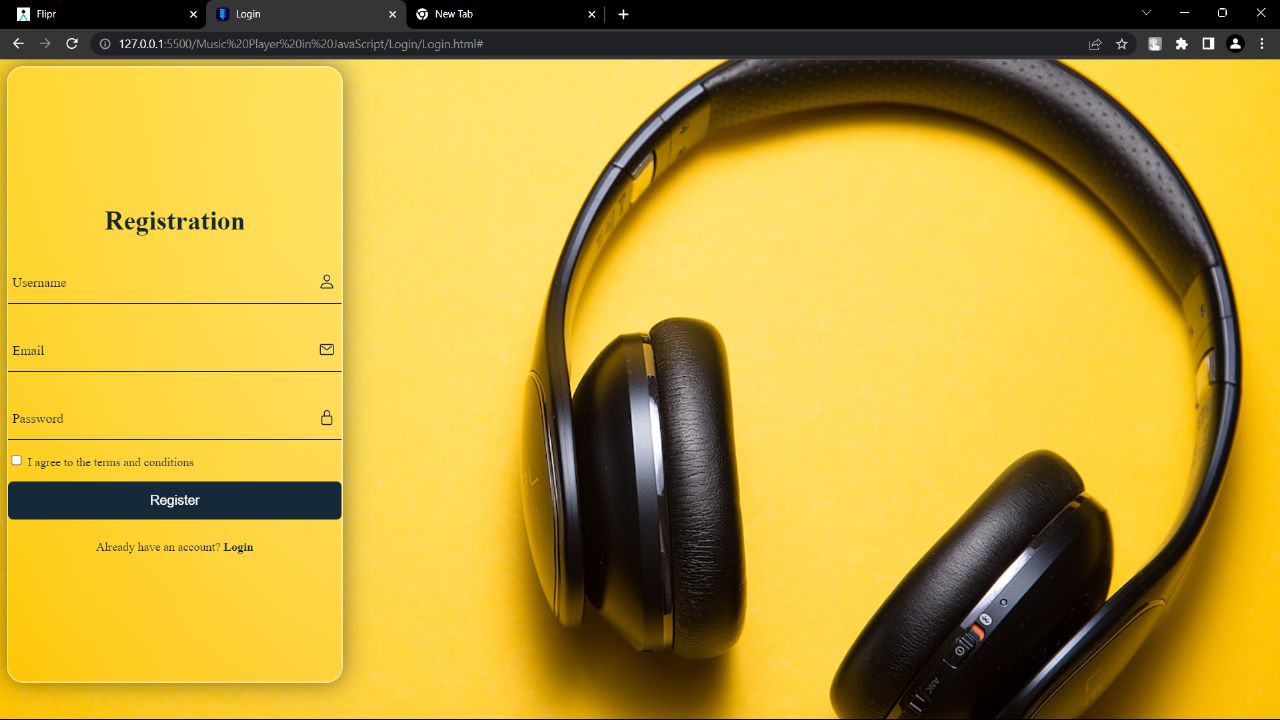 Flipr
Login
New Tab
127.0.0.1:5500/Music%20Player%20in%20JavaScript/Login/Login.html#
Registration
Username
Email
Password
I agree to the terms and conditions
Register
Already have an account? Login
ANC